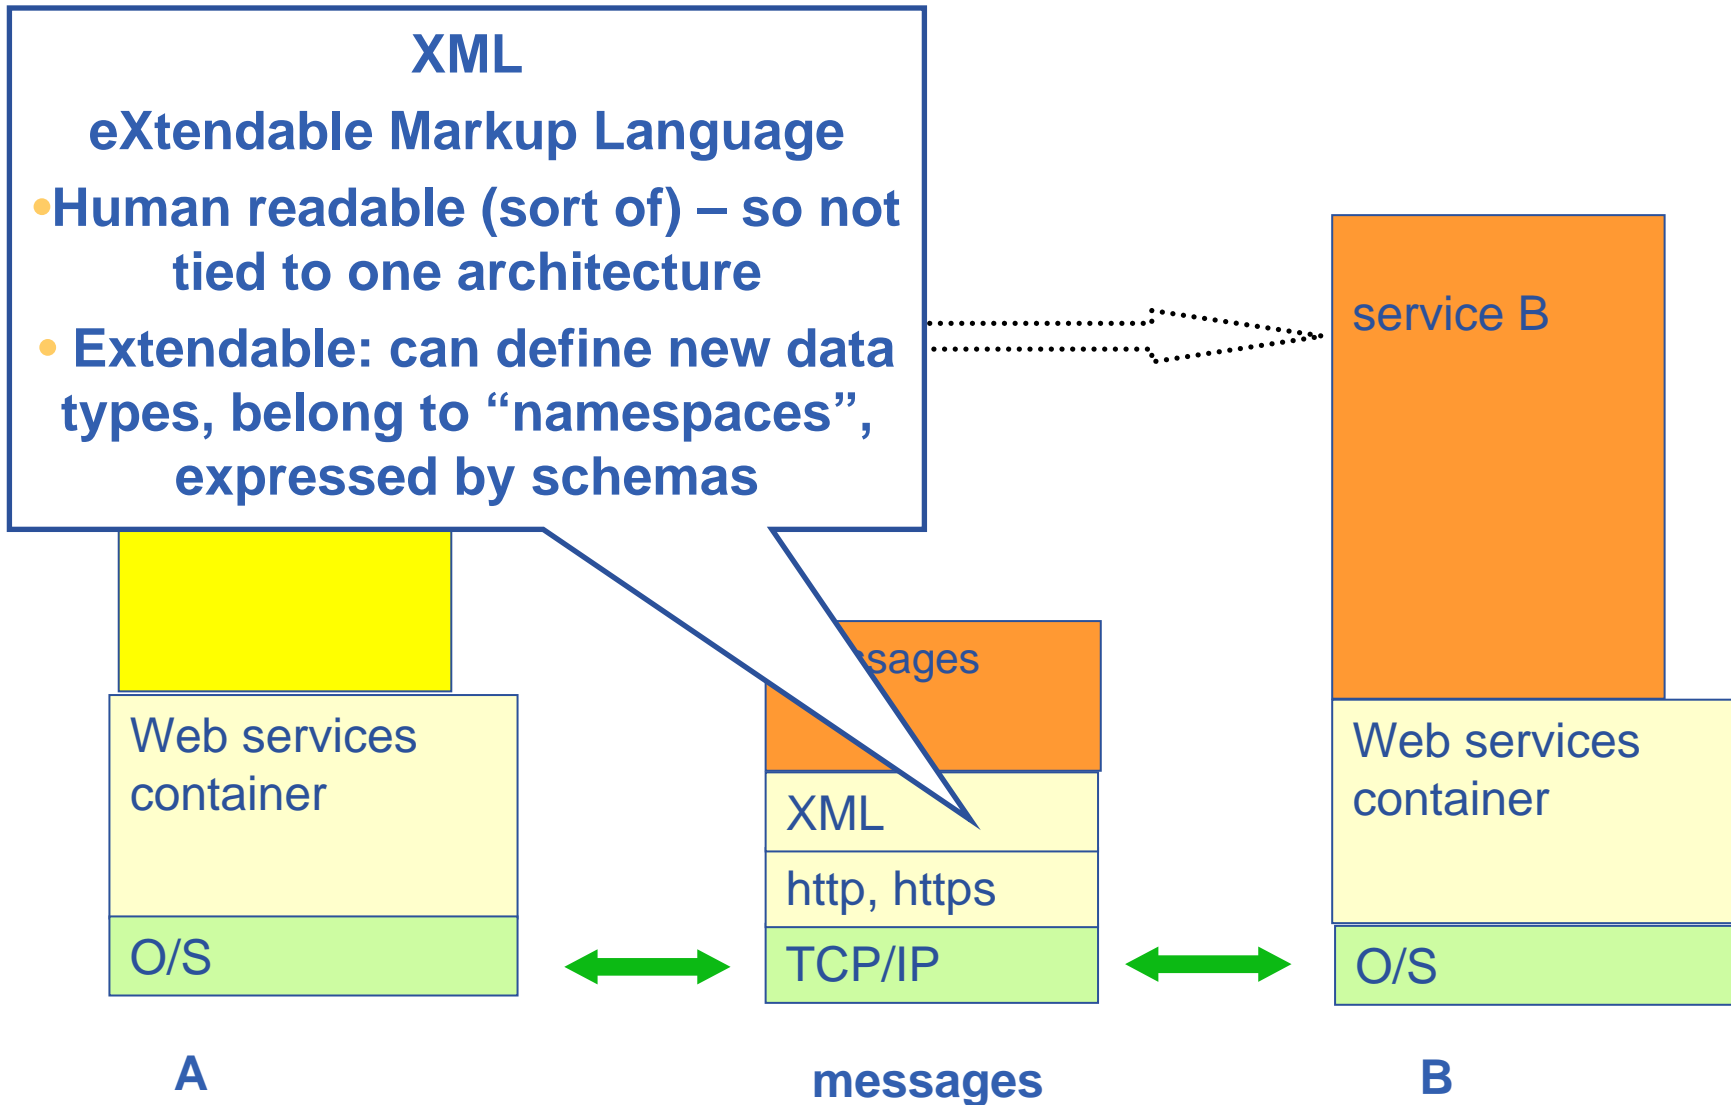 XML
eXtendable Markup Language
•Human readable (sort of) – so not
tied to one architecture
• Extendable: can define new data
types, belong to “namespaces”,
expressed by schemas
service B
ssages
Web services
container
XML
http, https
TCP/IP
O/S
Web services
container
O/S
A
messages
B